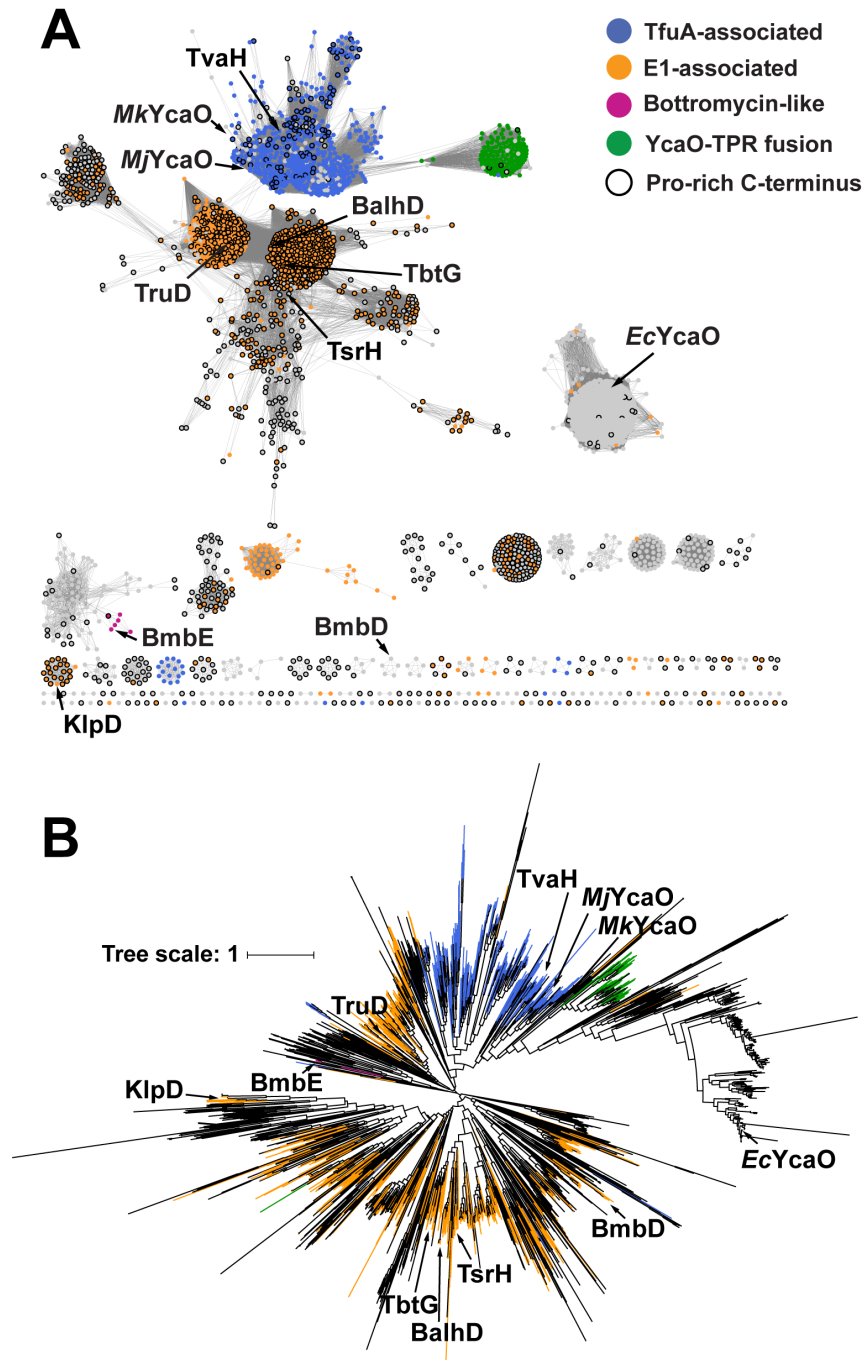 A
TfuA-associated
E1-associated
Bottromycin-like
YcaO-TPR fusion
Pro-rich C-terminus
TvaH
MkYcaO
MjYcaO
BalhD
TruD
TbtG
TsrH
EcYcaO
BmbE
BmbD
KlpD
B
TvaH
MjYcaO
MkYcaO
Tree scale: 1
TruD
BmbE
KlpD
EcYcaO
BmbD
TsrH
TbtG
BalhD